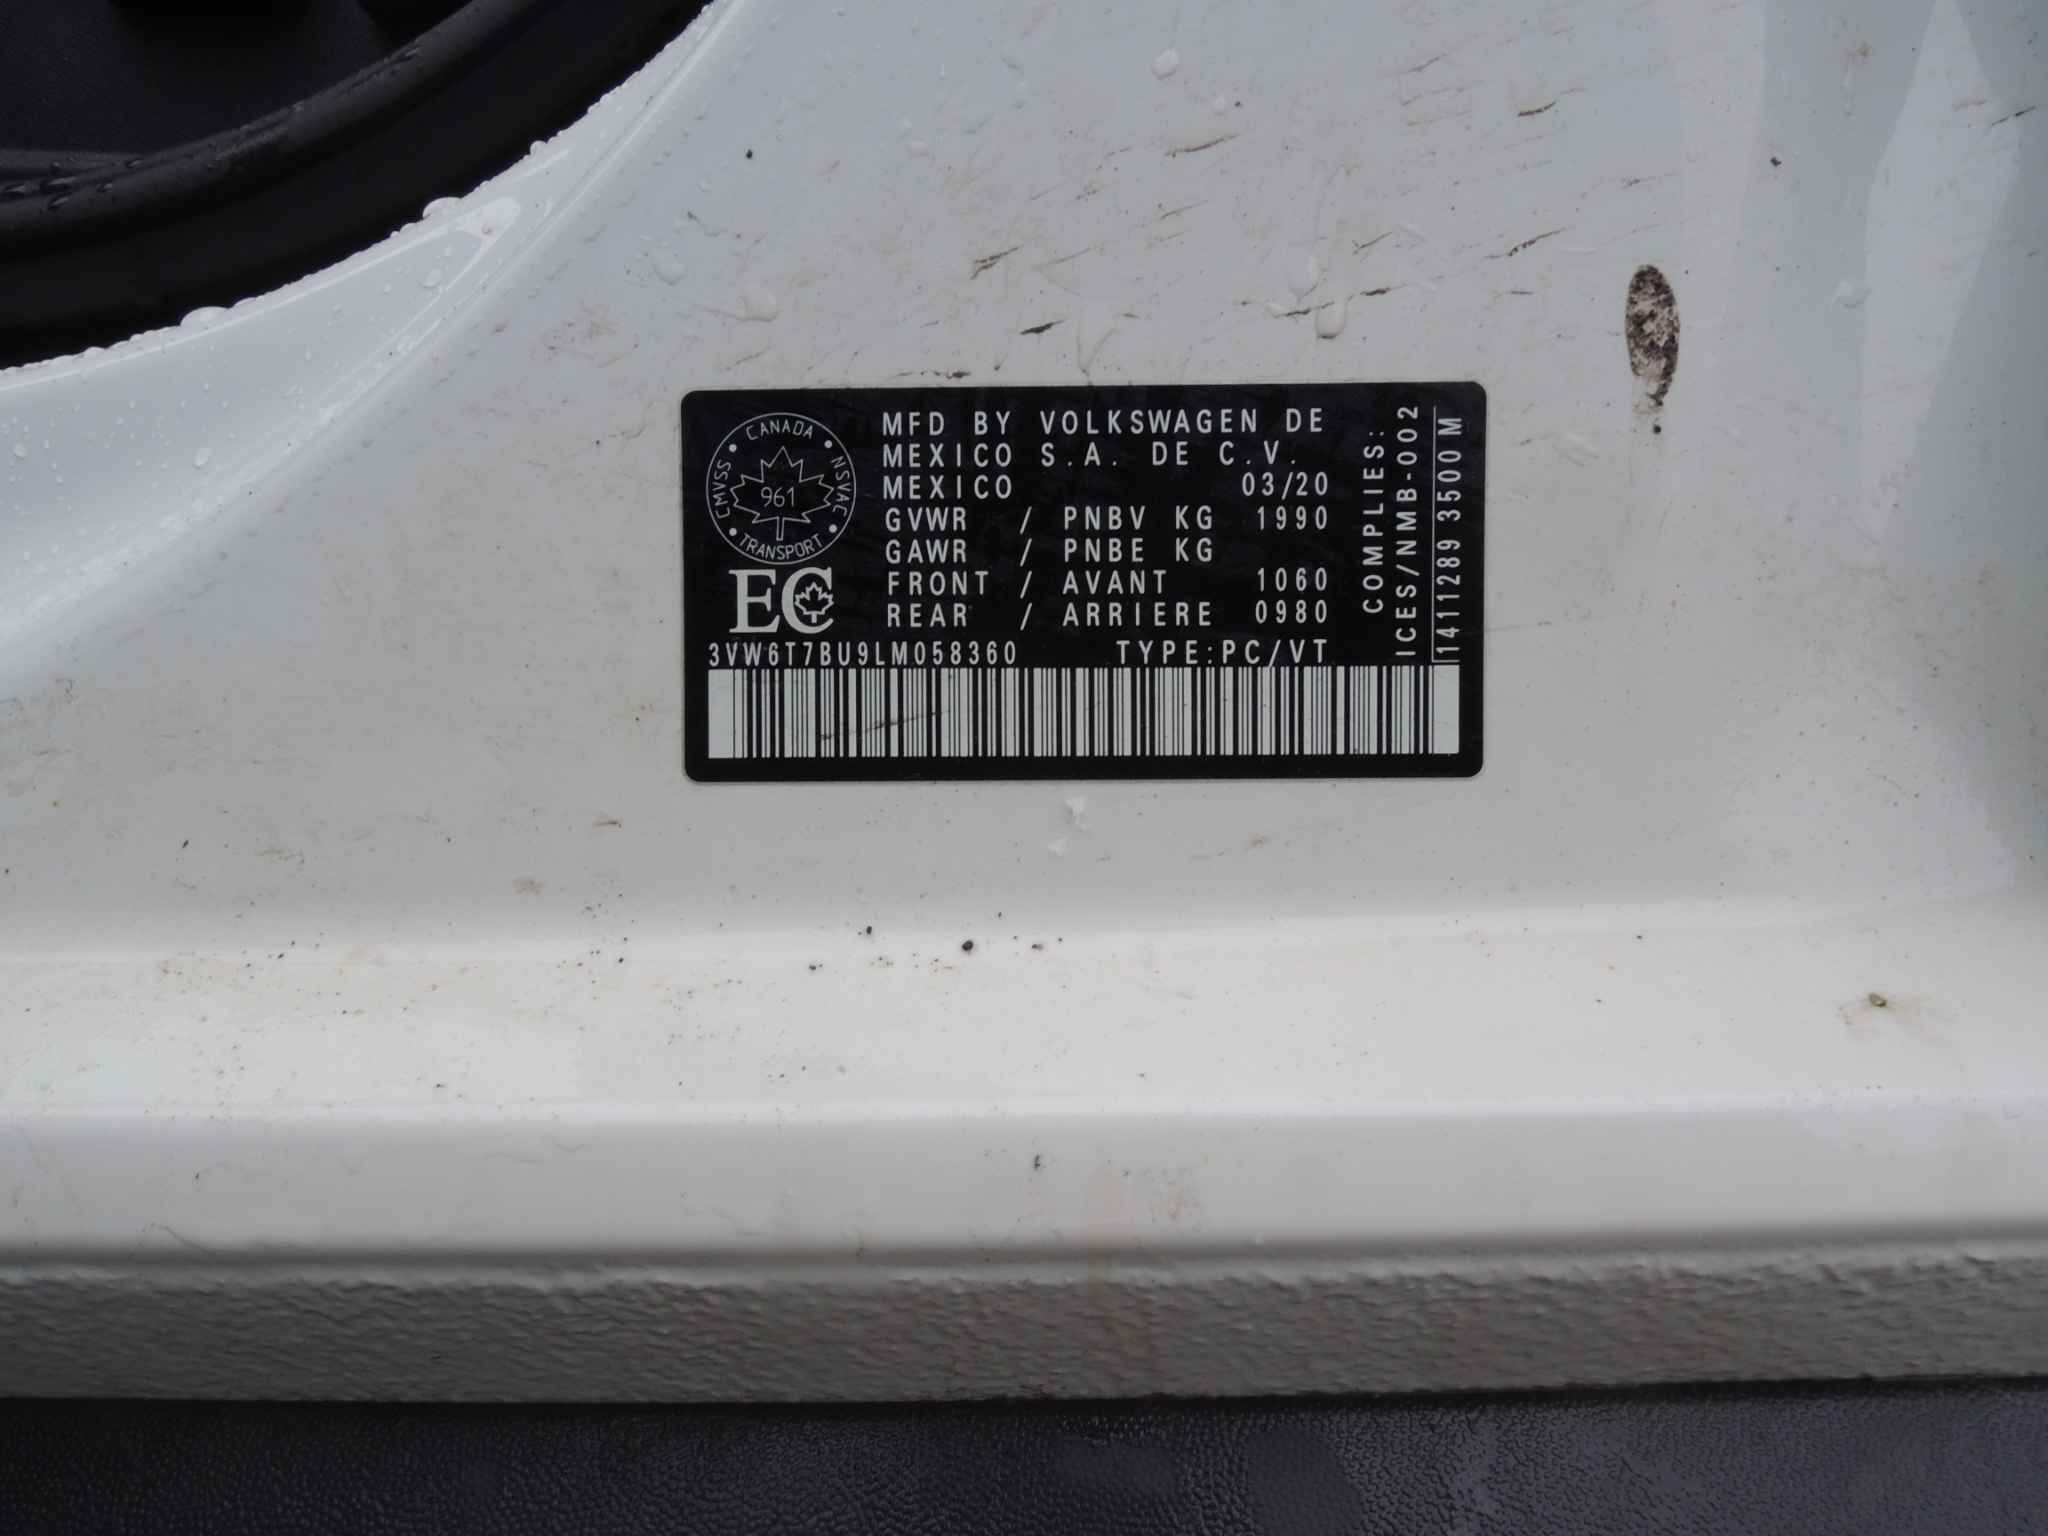 CANADA
CMVSS
NSVAC
961
TRANSPORT
EC
MFD BY VOLKSWAGEN DE
MEXICO S.A. DE C.V.
MEXICO 03/20
GVWR / PNBV KG 1990
GAWR / PNBE KG
FRONT / AVANT 1060
REAR / ARRIERE 0980
3VW6T7BU9LM058360 TYPE:PC/VT
COMPLIES:
ICES/NMB-002
1411289 3500 M